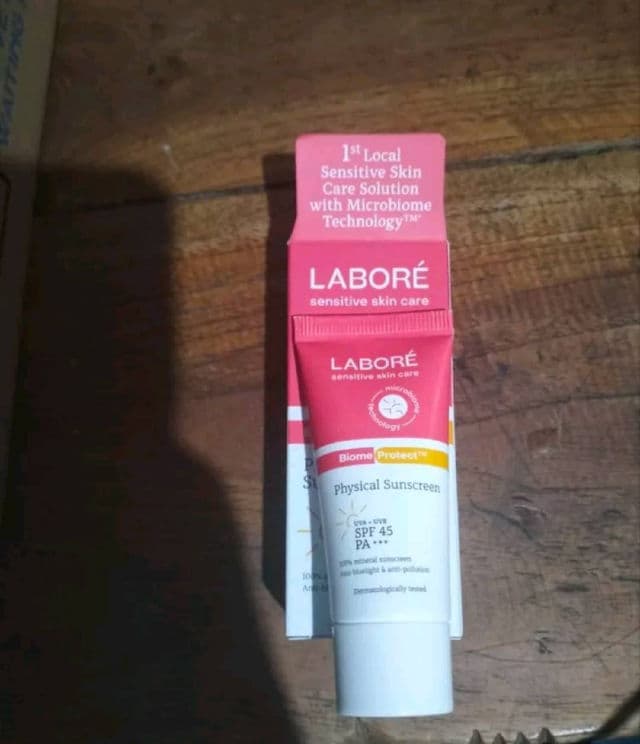 1st Local
Sensitive Skin
Care Solution
with Microbiome
Technology™*
LABORÉ
sensitive skin care
LABORÉ
sensitive skin care
microbiome
technology
Biome Protect™
Physical Sunscreen
UVA + UVB
SPF 45
PA+++
100% mineral sunscreen
Anti-bluelight & anti-pollution
Dermatologically tested
P
S
100%